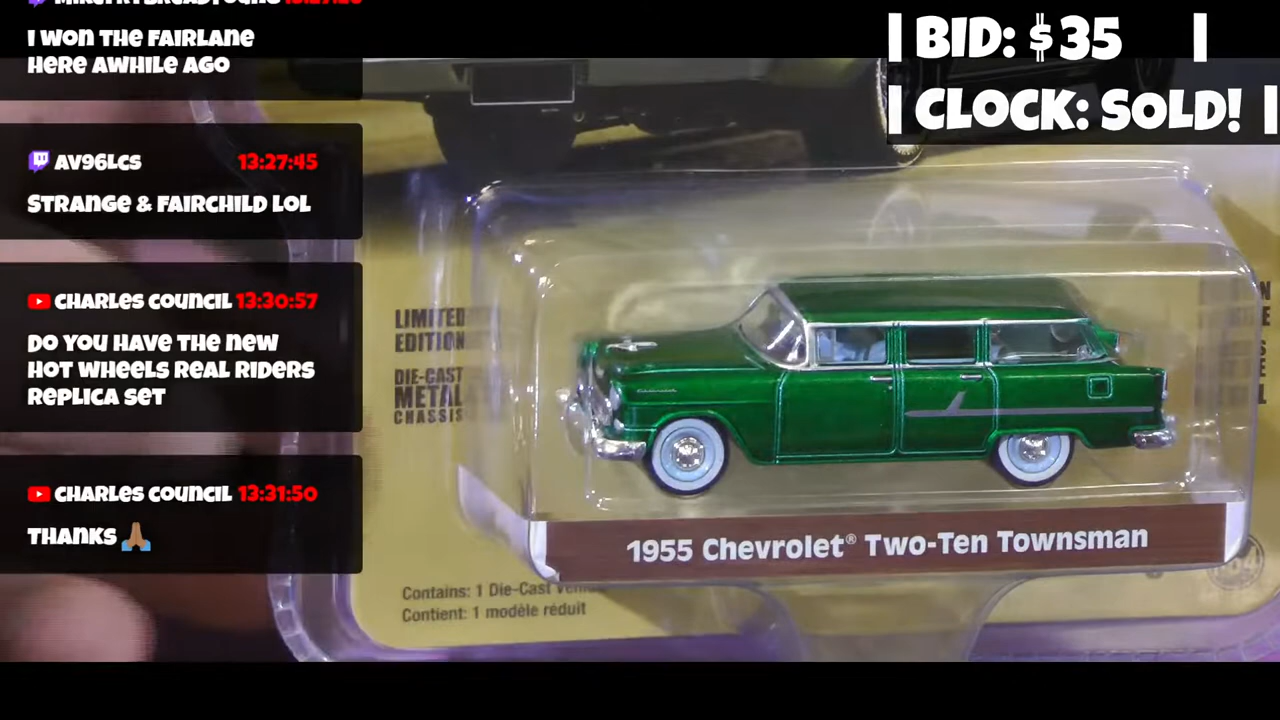 I WON THE FAIRLANE
HERE AWHILE AGO
AV96LCS 13:27:45
STRANGE & FAIRCHILD LOL
CHARLES COUNCIL 13:30:57
DO YOU HAVE THE NEW
HOT WHEELS REAL RIDERS
REPLICA SET
CHARLES COUNCIL 13:31:50
THANKS 🙏🏽
| BID: $35 |
| CLOCK: SOLD! |
LIMITED
EDITION
DIE-CAST
METAL
CHASSIS
Chevrolet
1955 Chevrolet® Two-Ten Townsman
Contains: 1 Die-Cast
Contient: 1 modèle réduit